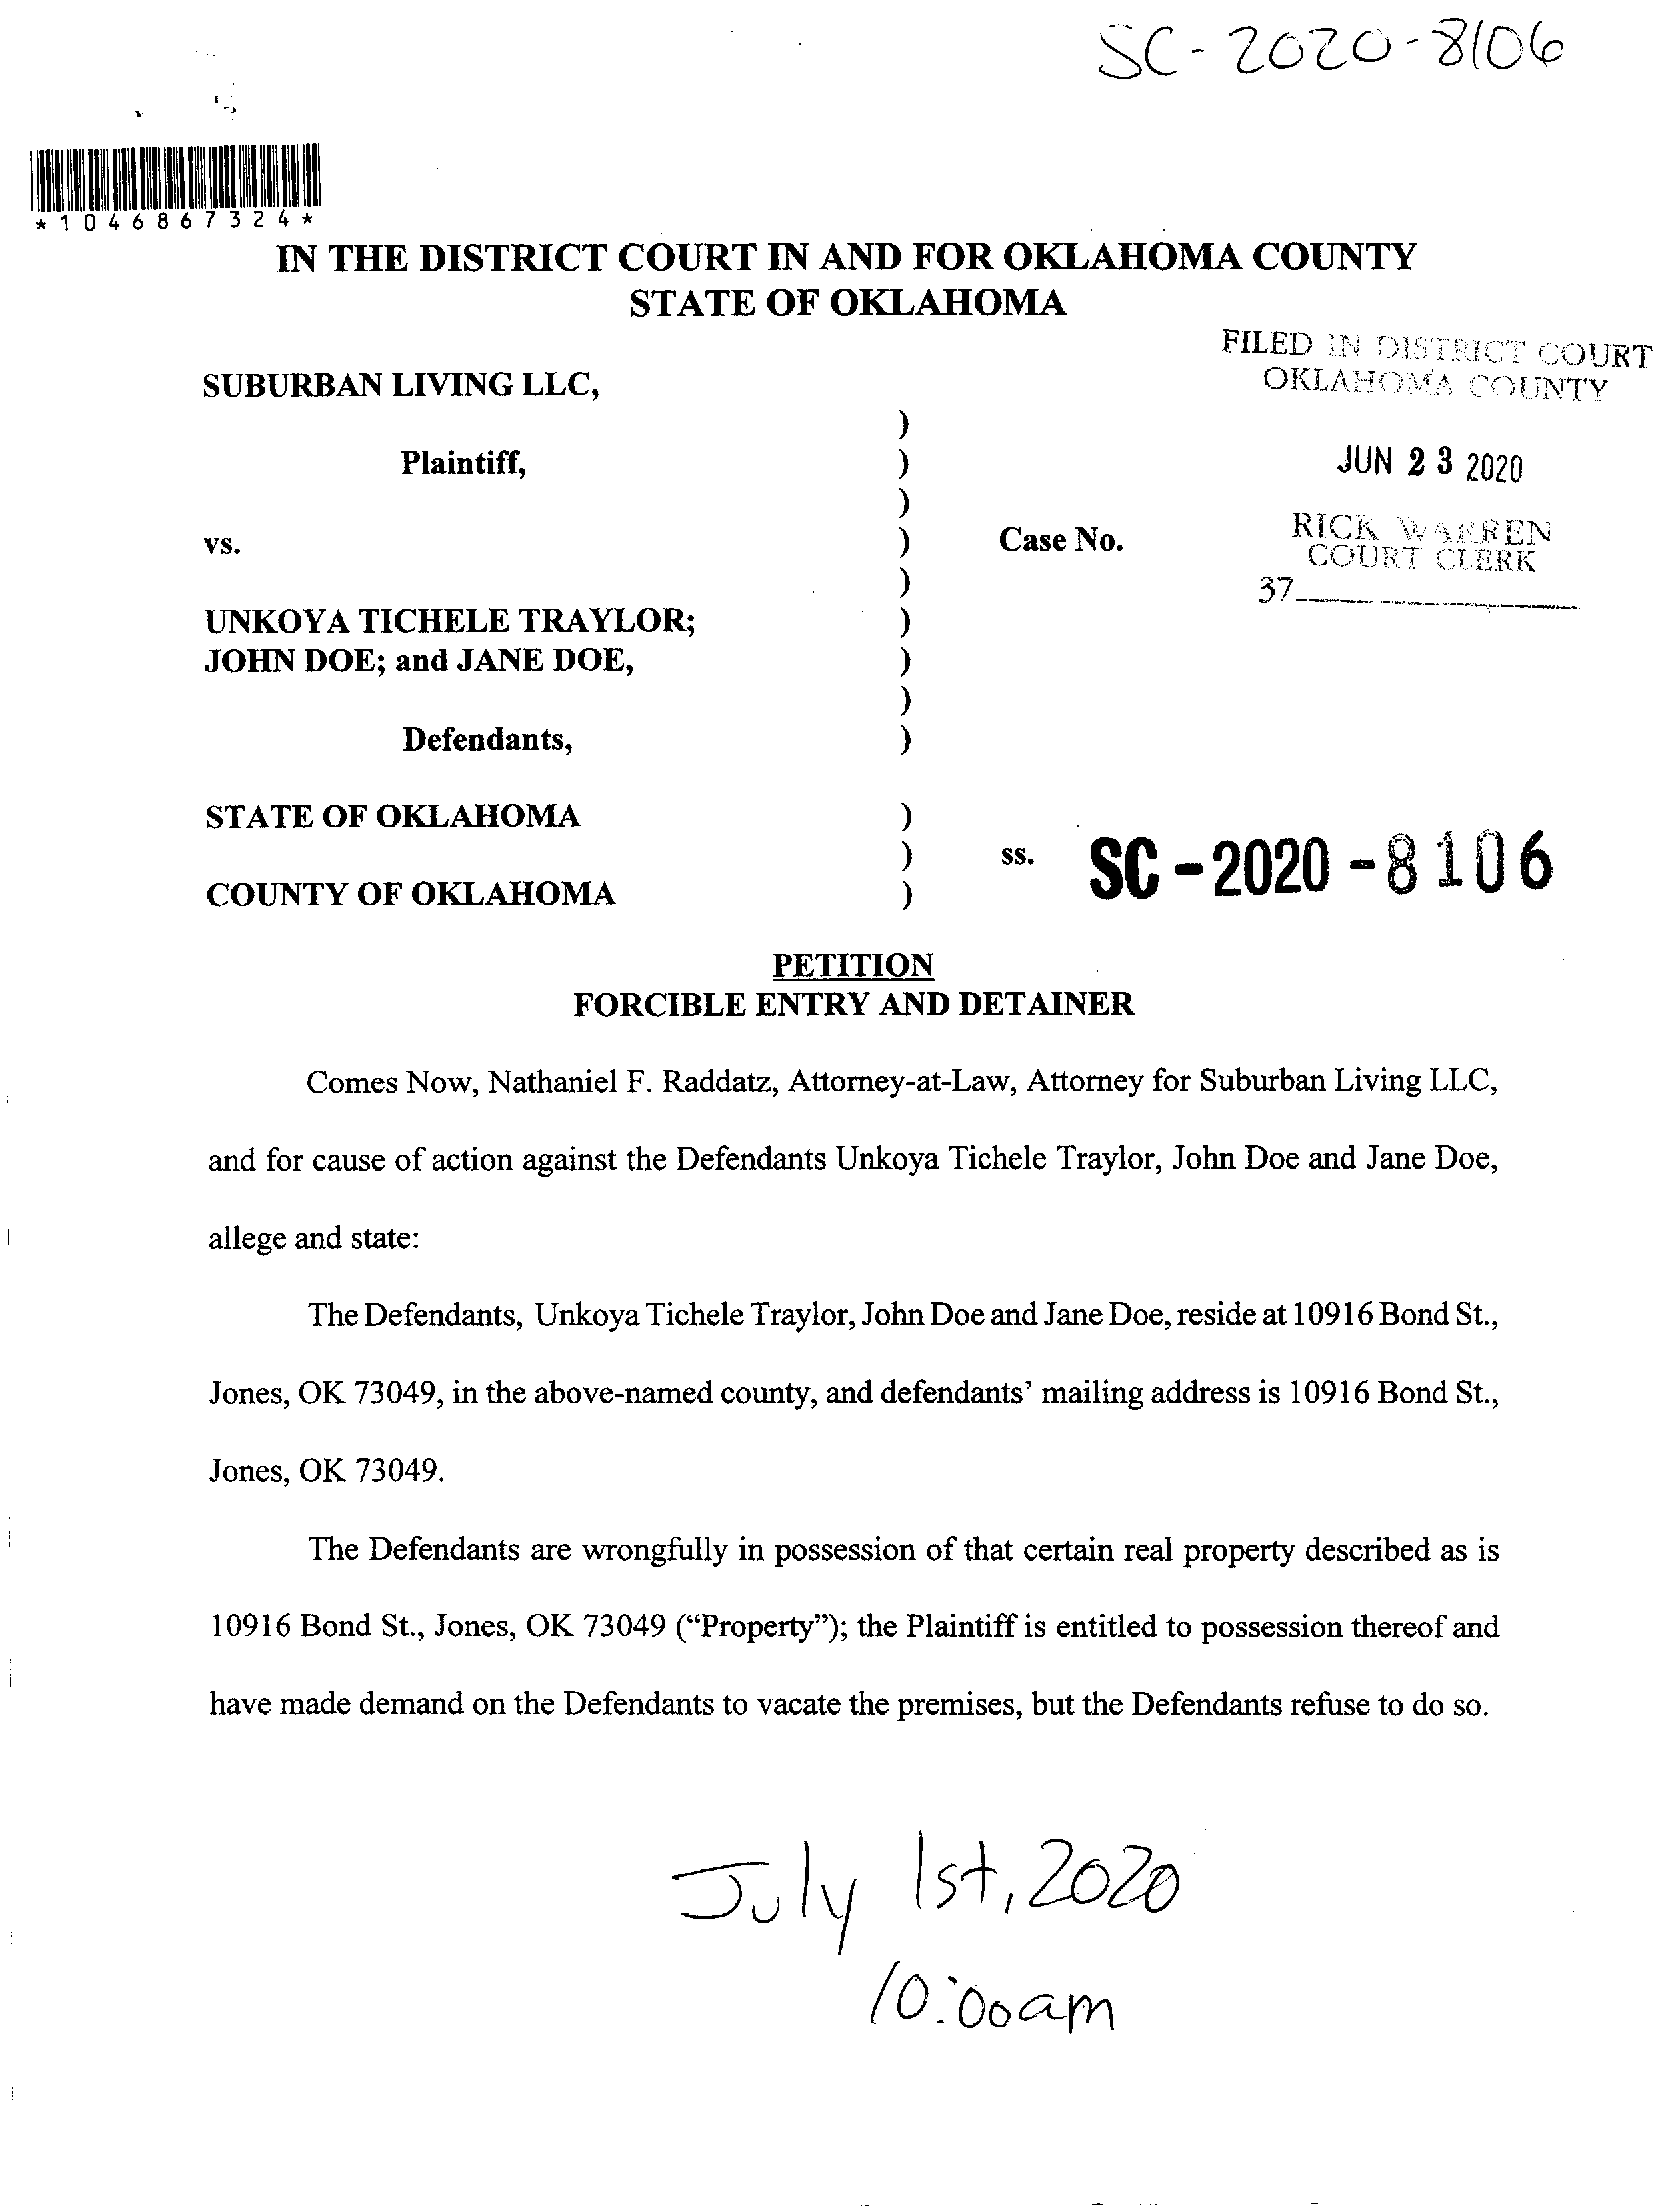 SC-2020-8106
*1046867324*
IN THE DISTRICT COURT IN AND FOR OKLAHOMA COUNTY
STATE OF OKLAHOMA
FILED IN DISTRICT COURT
OKLAHOMA COUNTY
SUBURBAN LIVING LLC,
)
Plaintiff, )
JUN 23 2020
)
vs. ) Case No.
RICK WARREN
COURT CLERK
)
37
UNKOYA TICHELE TRAYLOR; )
JOHN DOE; and JANE DOE, )
)
Defendants, )
STATE OF OKLAHOMA )
) ss. SC-2020-8106
COUNTY OF OKLAHOMA )
PETITION
FORCIBLE ENTRY AND DETAINER
Comes Now, Nathaniel F. Raddatz, Attorney-at-Law, Attorney for Suburban Living LLC,
and for cause of action against the Defendants Unkoya Tichele Traylor, John Doe and Jane Doe,
allege and state:
The Defendants, Unkoya Tichele Traylor, John Doe and Jane Doe, reside at 10916 Bond St.,
Jones, OK 73049, in the above-named county, and defendants' mailing address is 10916 Bond St.,
Jones, OK 73049.
The Defendants are wrongfully in possession of that certain real property described as is
10916 Bond St., Jones, OK 73049 ("Property"); the Plaintiff is entitled to possession thereof and
have made demand on the Defendants to vacate the premises, but the Defendants refuse to do so.
July 1st, 2020
10:00am